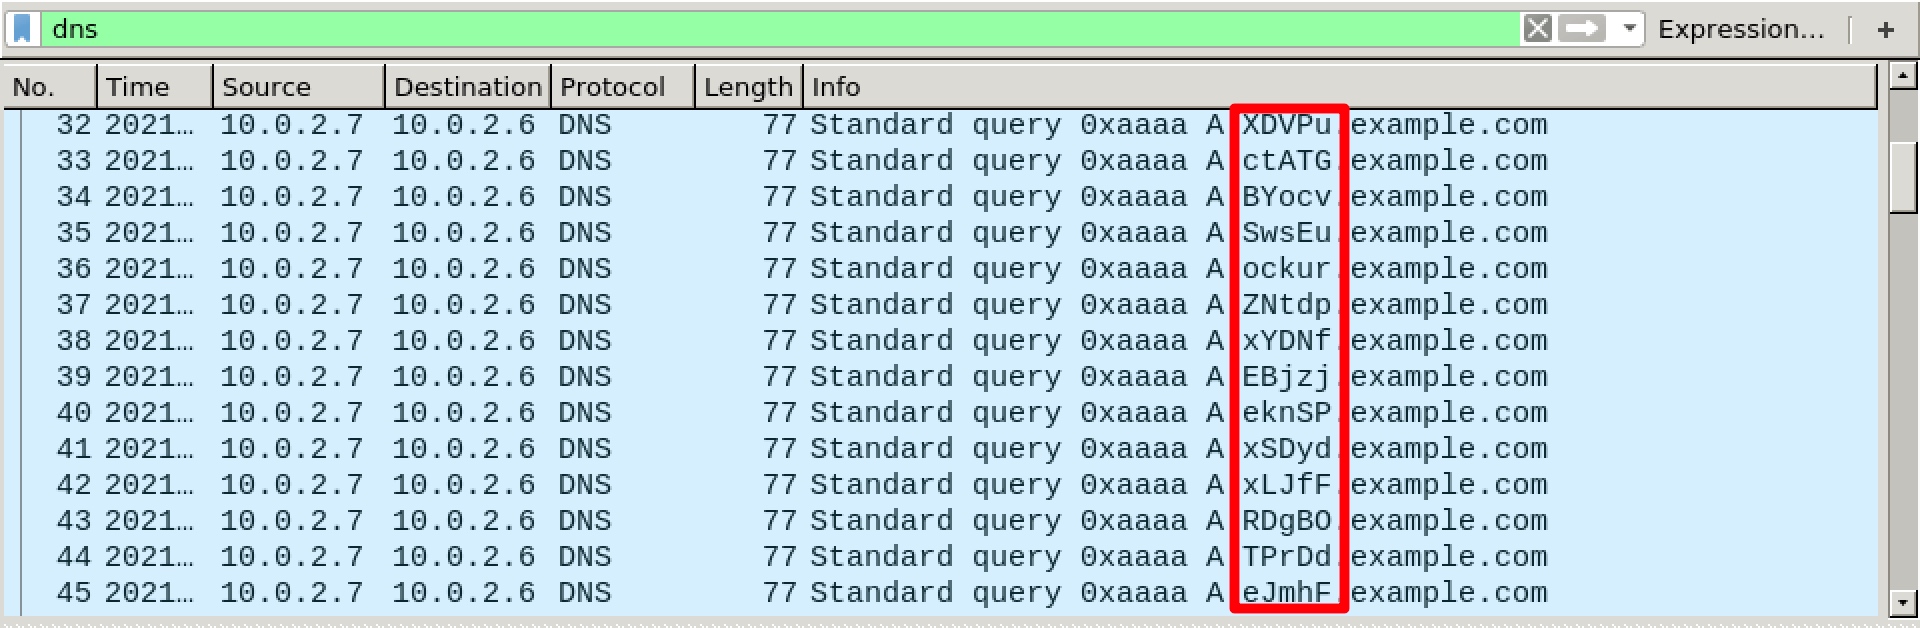 dns Expression… +
No. Time Source Destination Protocol Length Info
32 2021… 10.0.2.7 10.0.2.6 DNS 77 Standard query 0xaaaa A XDVPu.example.com
33 2021… 10.0.2.7 10.0.2.6 DNS 77 Standard query 0xaaaa A ctATG.example.com
34 2021… 10.0.2.7 10.0.2.6 DNS 77 Standard query 0xaaaa A BYocv.example.com
35 2021… 10.0.2.7 10.0.2.6 DNS 77 Standard query 0xaaaa A SwsEu.example.com
36 2021… 10.0.2.7 10.0.2.6 DNS 77 Standard query 0xaaaa A ockur.example.com
37 2021… 10.0.2.7 10.0.2.6 DNS 77 Standard query 0xaaaa A ZNtdp.example.com
38 2021… 10.0.2.7 10.0.2.6 DNS 77 Standard query 0xaaaa A xYDNf.example.com
39 2021… 10.0.2.7 10.0.2.6 DNS 77 Standard query 0xaaaa A EBjzj.example.com
40 2021… 10.0.2.7 10.0.2.6 DNS 77 Standard query 0xaaaa A eknSP.example.com
41 2021… 10.0.2.7 10.0.2.6 DNS 77 Standard query 0xaaaa A xSDyd.example.com
42 2021… 10.0.2.7 10.0.2.6 DNS 77 Standard query 0xaaaa A xLJfF.example.com
43 2021… 10.0.2.7 10.0.2.6 DNS 77 Standard query 0xaaaa A RDgBO.example.com
44 2021… 10.0.2.7 10.0.2.6 DNS 77 Standard query 0xaaaa A TPrDd.example.com
45 2021… 10.0.2.7 10.0.2.6 DNS 77 Standard query 0xaaaa A eJmhF.example.com